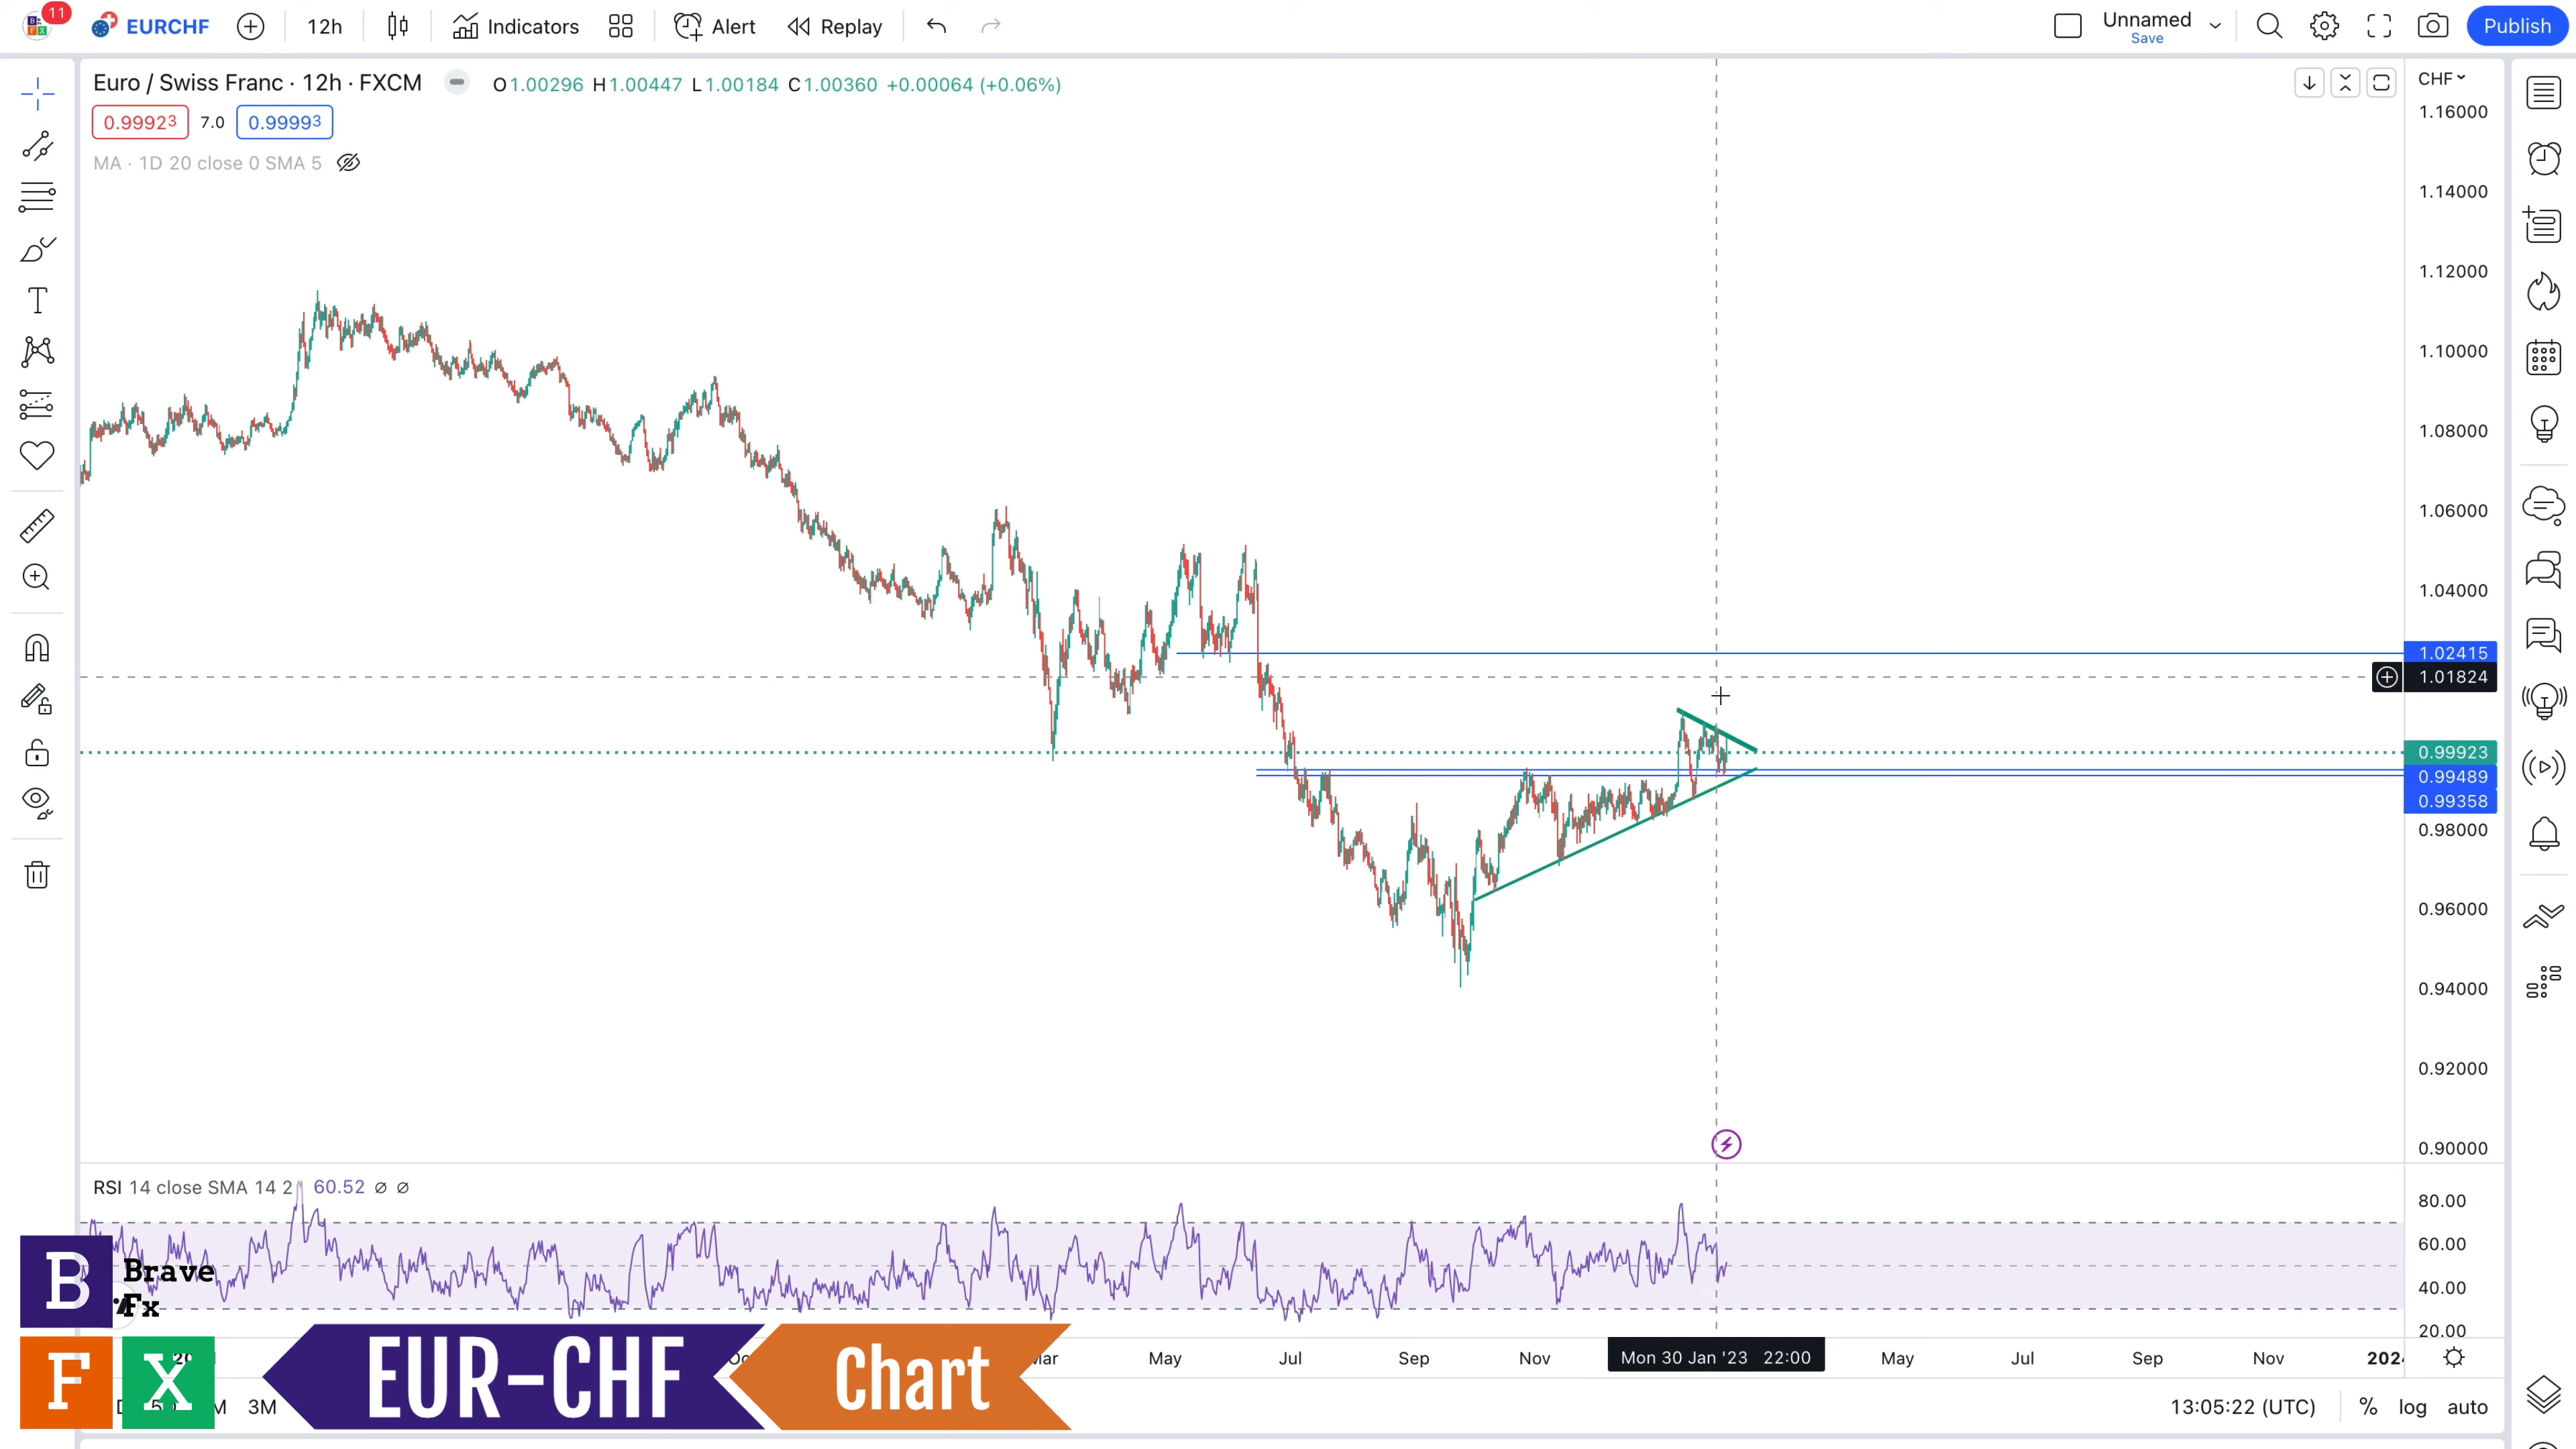 11
EURCHF
12h
Indicators
Alert
Replay
Unnamed
Save
Publish
Euro / Swiss Franc · 12h · FXCM
O1.00296 H1.00447 L1.00184 C1.00360 +0.00064 (+0.06%)
0.99923 7.0 0.99993
MA · 1D 20 close 0 SMA 5
CHF
1.16000
1.14000
1.12000
1.10000
1.08000
1.06000
1.04000
1.02415
1.01824
0.99923
0.99489
0.99358
0.98000
0.96000
0.94000
0.92000
0.90000
RSI 14 close SMA 14 2 60.52 ∅ ∅
80.00
60.00
40.00
20.00
B Brave
Fx
F X
EUR-CHF
Chart
May Jul Sep Nov Mon 30 Jan '23 22:00 May Jul Sep Nov
3M
13:05:22 (UTC) % log auto